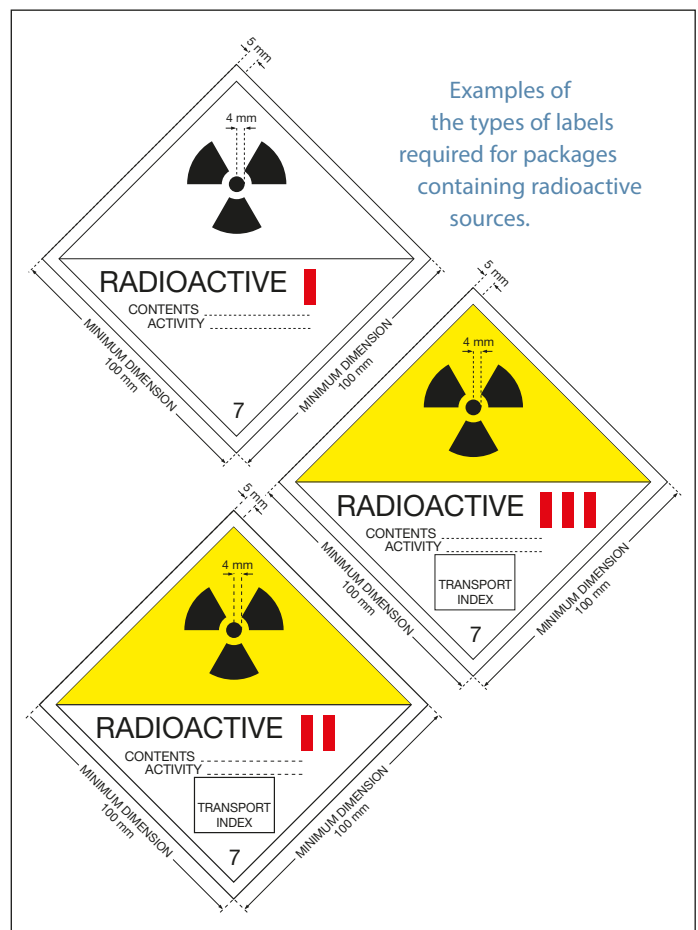 Examples of
the types of labels
required for packages
containing radioactive
sources.
5 mm
4 mm
RADIOACTIVE I
CONTENTS
ACTIVITY
7
MINIMUM DIMENSION
100 mm
MINIMUM DIMENSION
100 mm
5 mm
4 mm
RADIOACTIVE III
CONTENTS
ACTIVITY
TRANSPORT
INDEX
7
MINIMUM DIMENSION
100 mm
MINIMUM DIMENSION
100 mm
5 mm
4 mm
RADIOACTIVE II
CONTENTS
ACTIVITY
TRANSPORT
INDEX
7
MINIMUM DIMENSION
100 mm
MINIMUM DIMENSION
100 mm